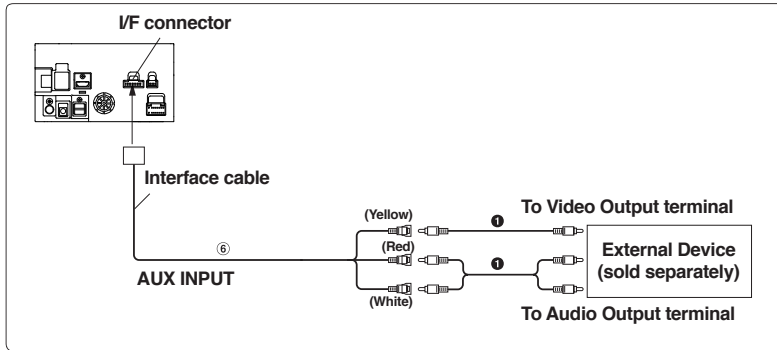 I/F connector
Interface cable
⑥
AUX INPUT
(Yellow)
(Red)
(White)
❶
❶
To Video Output terminal
External Device
(sold separately)
To Audio Output terminal